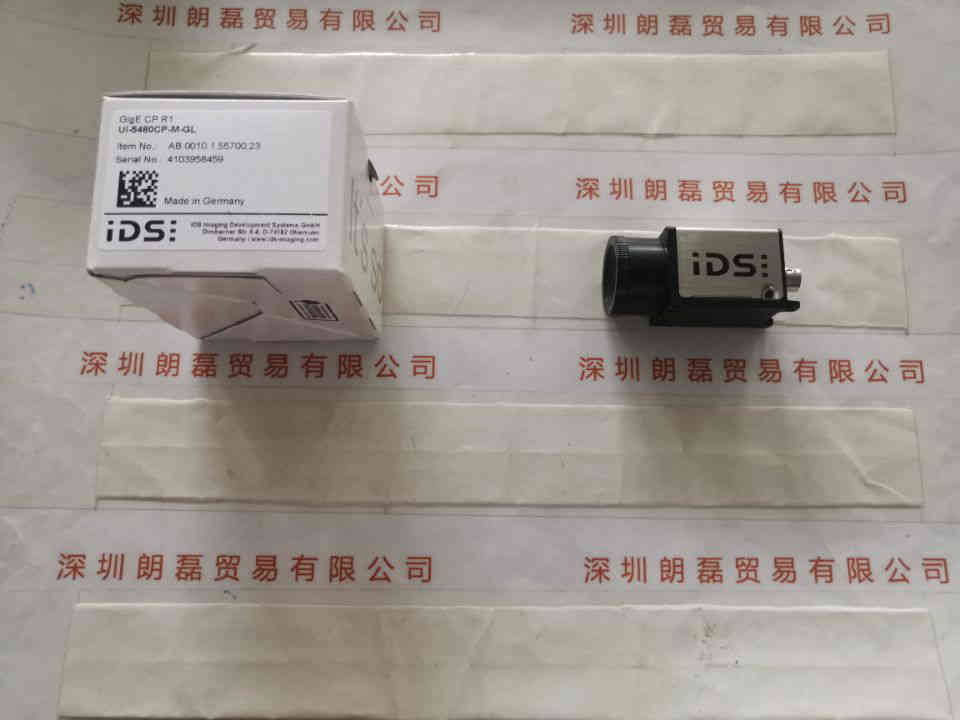 深圳朗磊贸易有限公司
深圳朗磊贸易有限公司
GigE CP R1
UI-5480CP-M-GL
Item No.: AB.0010.1.55700.23
Serial No.: 4103958459
Made in Germany
iDS
IDS Imaging Development Systems GmbH
Dimbacher Str. 6-8, D-74182 Obersulm
Germany | www.ids-imaging.com
公司
深圳朗磊贸易有限公司
iDS
深圳朗磊贸易有限公司
深圳朗磊贸易有限公司
深圳朗磊贸易有限公司
深圳朗磊贸易有限公司